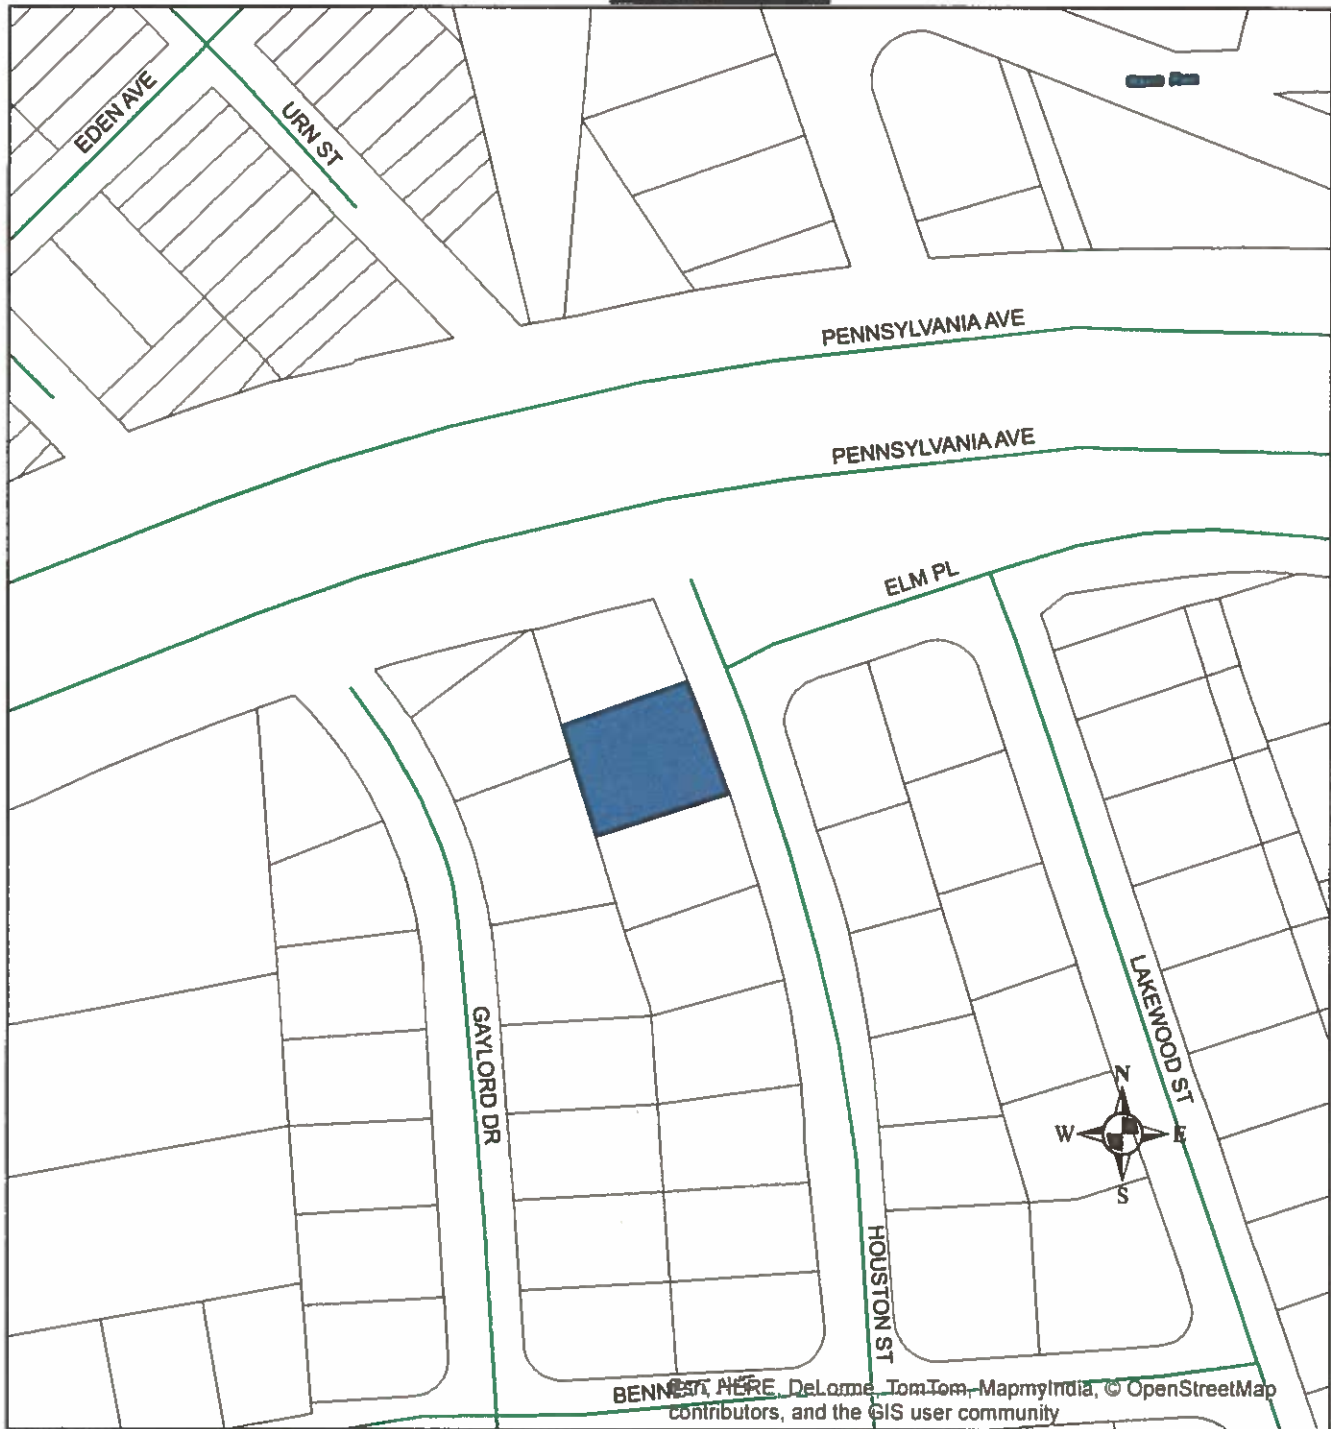 EDEN AVE
URN ST
PENNSYLVANIA AVE
PENNSYLVANIA AVE
ELM PL
LAKEWOOD ST
GAYLORD DR
N
W E
S
HOUSTON ST
Esri, HERE, DeLorme, TomTom, MapmyIndia, © OpenStreetMap
contributors, and the GIS user community